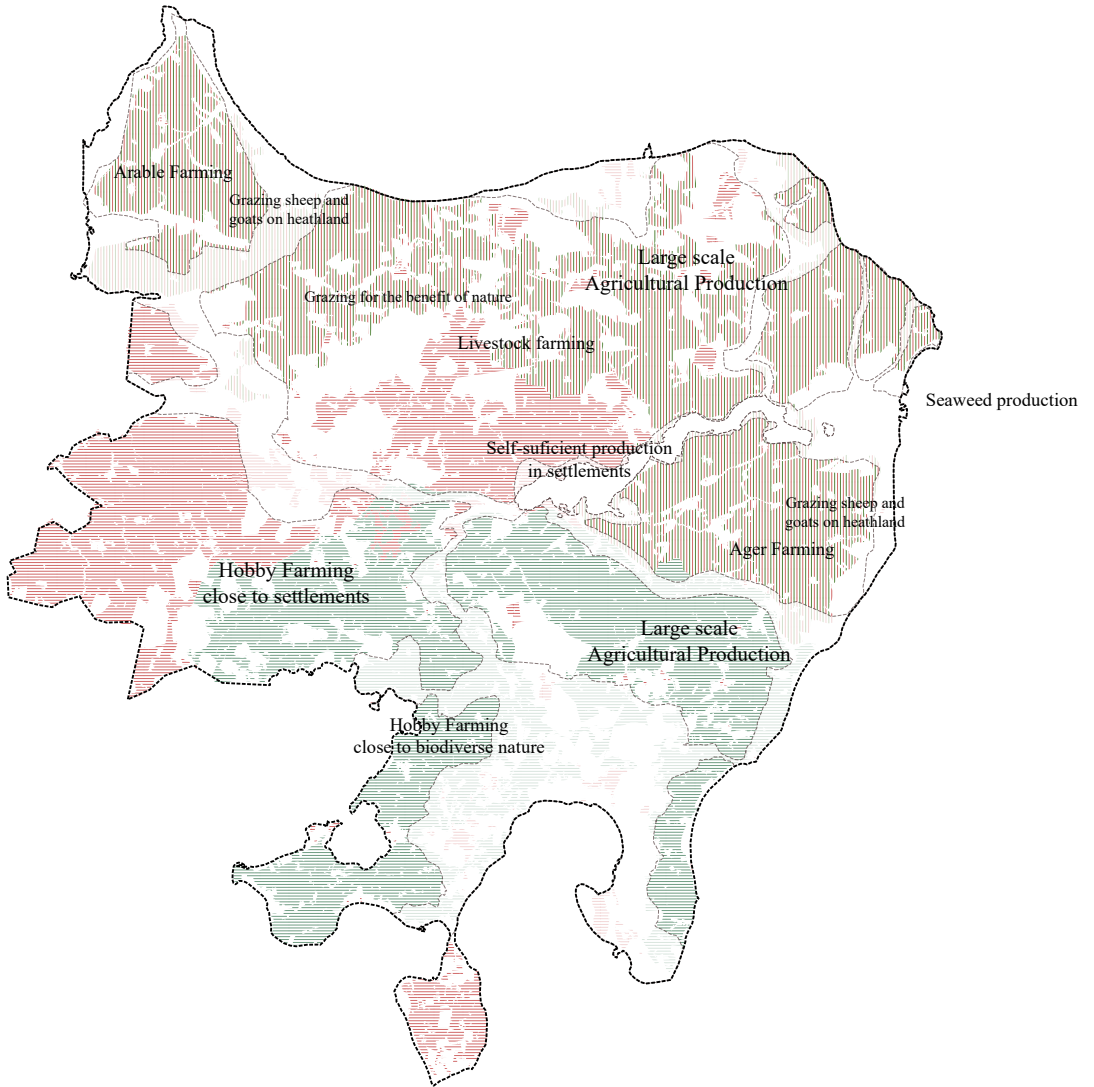 Arable Farming
Grazing sheep and
goats on heathland
Large scale
Agricultural Production
Grazing for the benefit of nature
Livestock farming
Seaweed production
Self-suficient production
in settlements
Grazing sheep and
goats on heathland
Ager Farming
Hobby Farming
close to settlements
Large scale
Agricultural Production
Hobby Farming
close to biodiverse nature